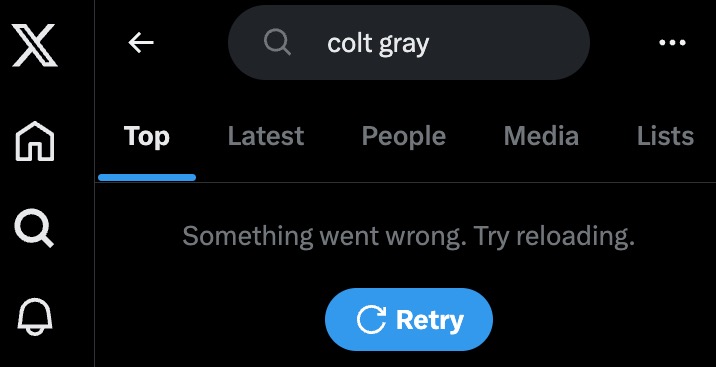 colt gray
Top Latest People Media Lists
Something went wrong. Try reloading.
Retry